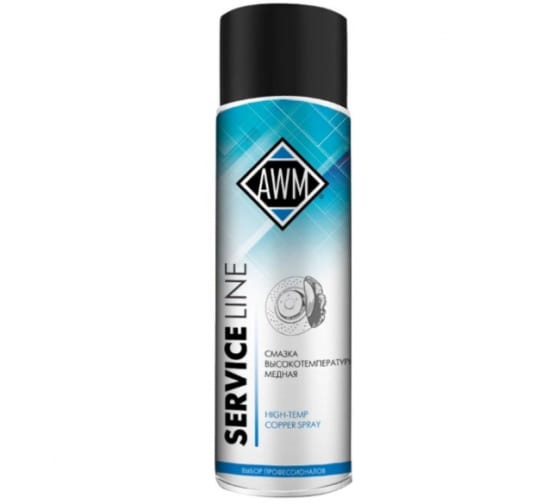 AWM
SERVICE LINE
СМАЗКА
ВЫСОКОТЕМПЕРАТУР
МЕДНАЯ
HIGH-TEMP
COPPER SPRAY
ВЫБОР ПРОФЕССИОНАЛОВ